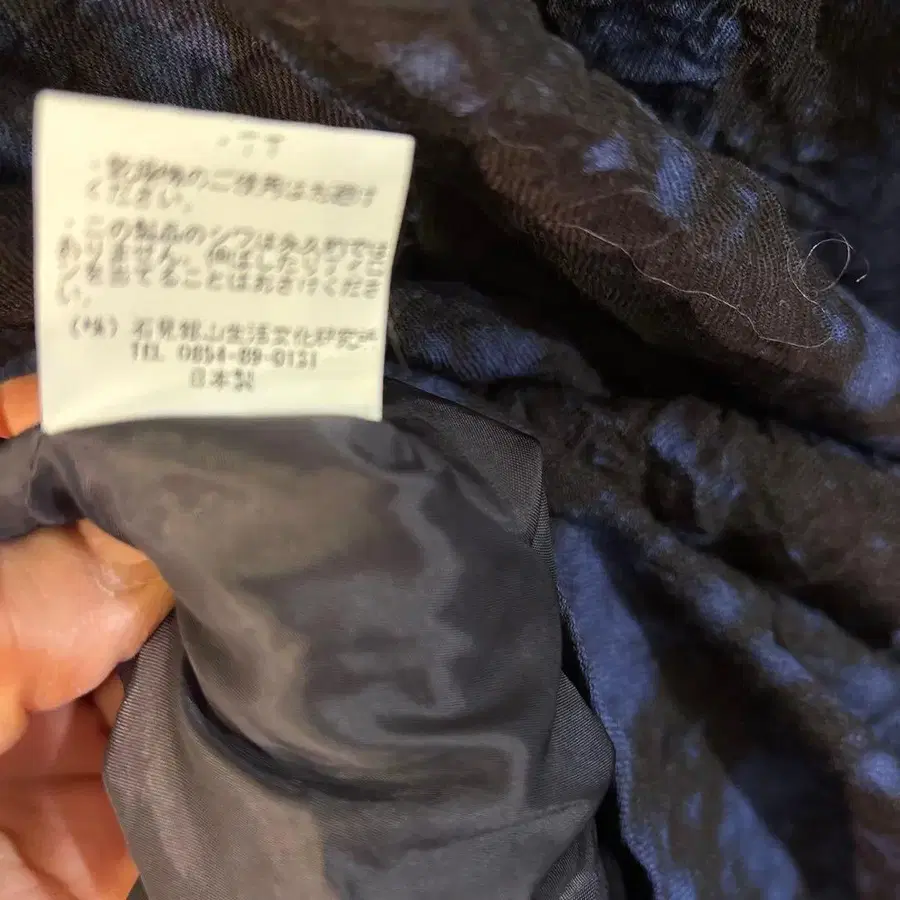 ・乾燥機のご使用はお避け
ください。
・この製品のシワは永久的では
ありません。伸ばしたりアイロ
ンを当てることはおさけくださ
い。
(株) 石見銀山生活文化研究所
TEL 0854-89-0131
日本製